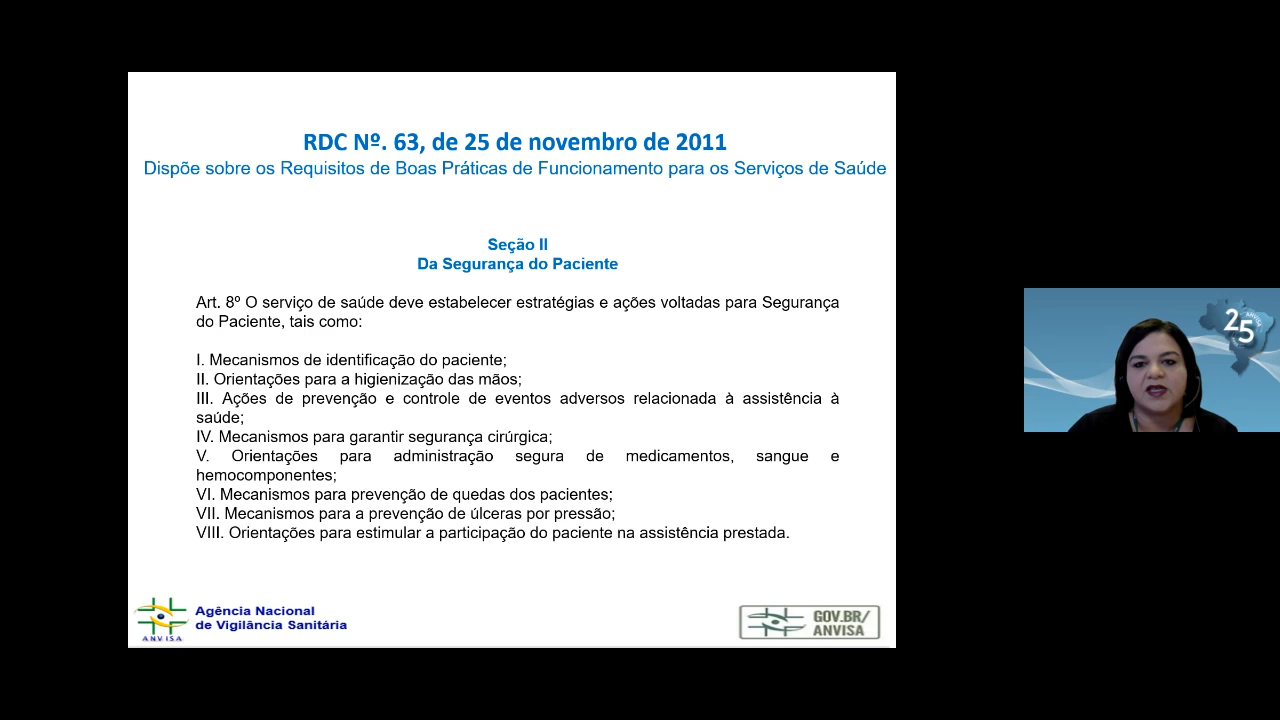 RDC Nº. 63, de 25 de novembro de 2011
Dispõe sobre os Requisitos de Boas Práticas de Funcionamento para os Serviços de Saúde
Seção II
Da Segurança do Paciente
Art. 8º O serviço de saúde deve estabelecer estratégias e ações voltadas para Segurança
do Paciente, tais como:
I. Mecanismos de identificação do paciente;
II. Orientações para a higienização das mãos;
III. Ações de prevenção e controle de eventos adversos relacionada à assistência à
saúde;
IV. Mecanismos para garantir segurança cirúrgica;
V. Orientações para administração segura de medicamentos, sangue e
hemocomponentes;
VI. Mecanismos para prevenção de quedas dos pacientes;
VII. Mecanismos para a prevenção de úlceras por pressão;
VIII. Orientações para estimular a participação do paciente na assistência prestada.
ANVISA
Agência Nacional
de Vigilância Sanitária
GOV.BR/
ANVISA
25
ANVISA